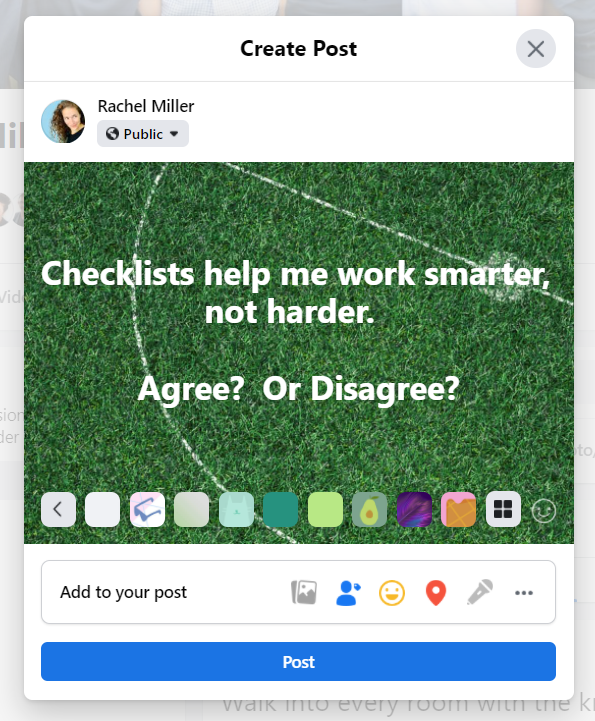 Create Post
Rachel Miller
Public
Checklists help me work smarter,
not harder.
Agree?  Or Disagree?
Add to your post
Post
Walk into every room with the